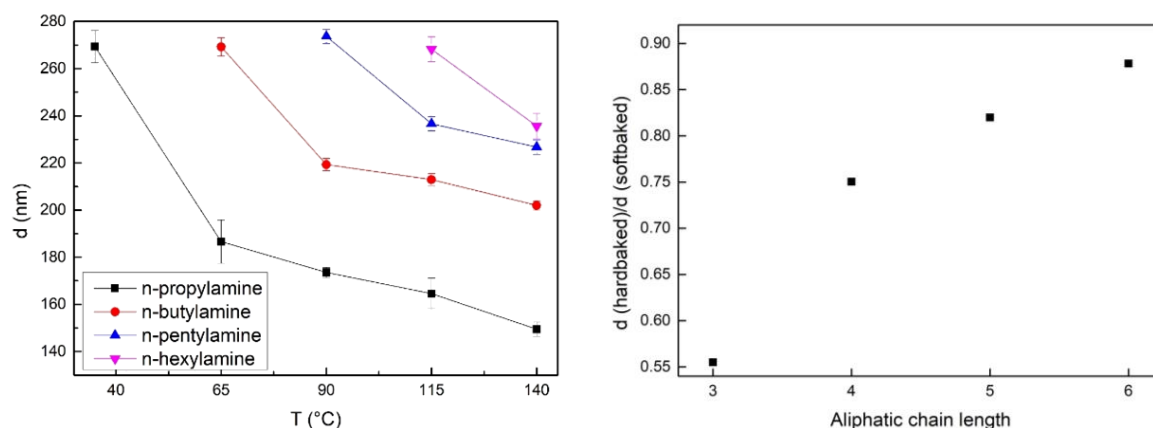 280
260
240
220
200
180
160
140
d (nm)
n-propylamine
n-butylamine
n-pentylamine
n-hexylamine
40 65 90 115 140
T (°C)
0.90
0.85
0.80
0.75
0.70
0.65
0.60
0.55
d (hardbaked)/d (softbaked)
3 4 5 6
Aliphatic chain length